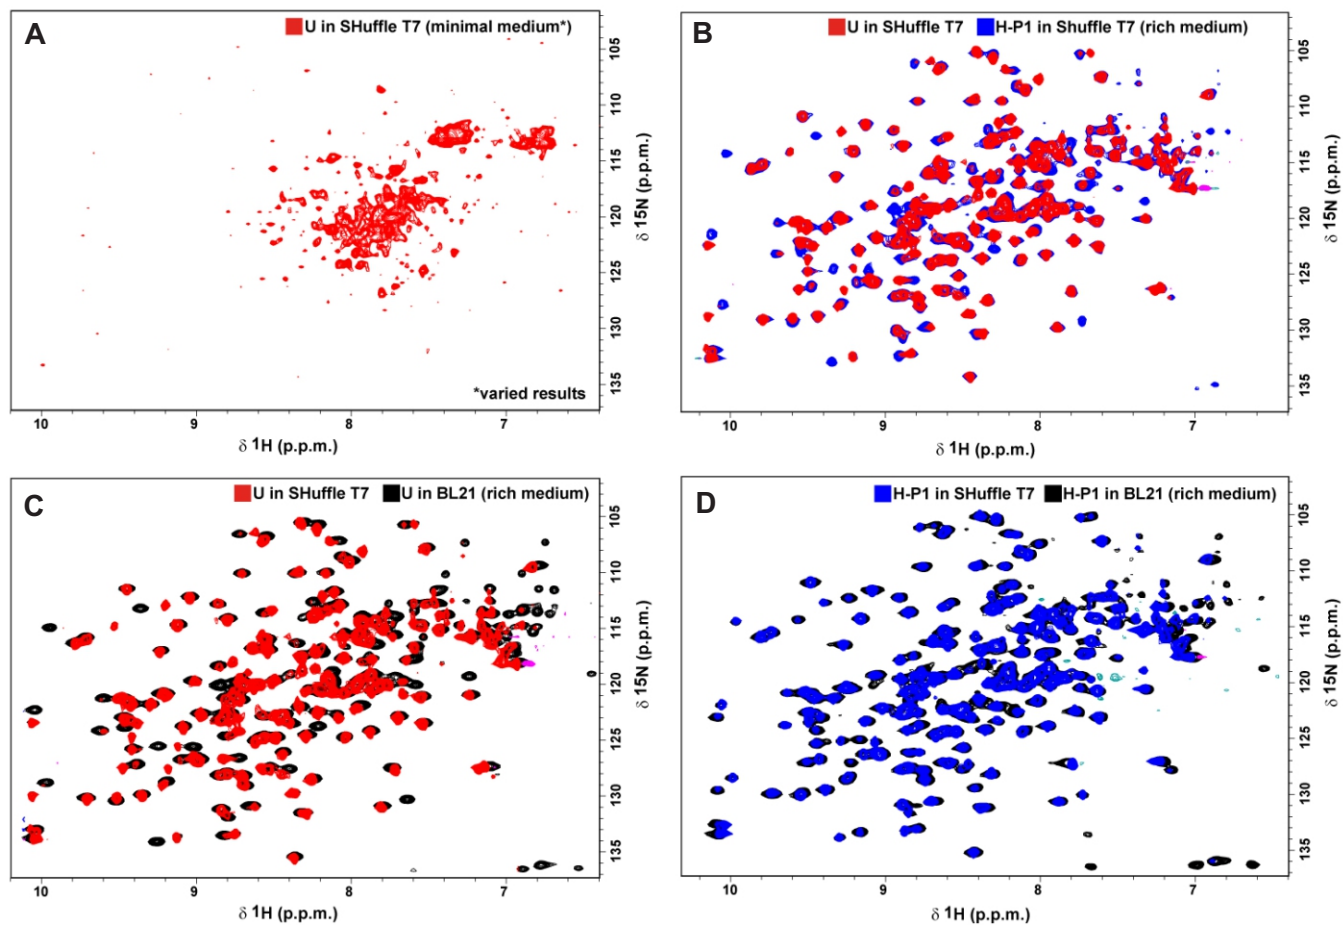 A
U in SHuffle T7 (minimal medium*)
105
110
115
120
125
130
135
δ 15N (p.p.m.)
*varied results
10 9 8 7
δ 1H (p.p.m.)
B
U in SHuffle T7 H-P1 in Shuffle T7 (rich medium)
105
110
115
120
125
130
135
δ 15N (p.p.m.)
10 9 8 7
δ 1H (p.p.m.)
C
U in SHuffle T7 U in BL21 (rich medium)
105
110
115
120
125
130
135
δ 15N (p.p.m.)
10 9 8 7
δ 1H (p.p.m.)
D
H-P1 in SHuffle T7 H-P1 in BL21 (rich medium)
105
110
115
120
125
130
135
δ 15N (p.p.m.)
10 9 8 7
δ 1H (p.p.m.)